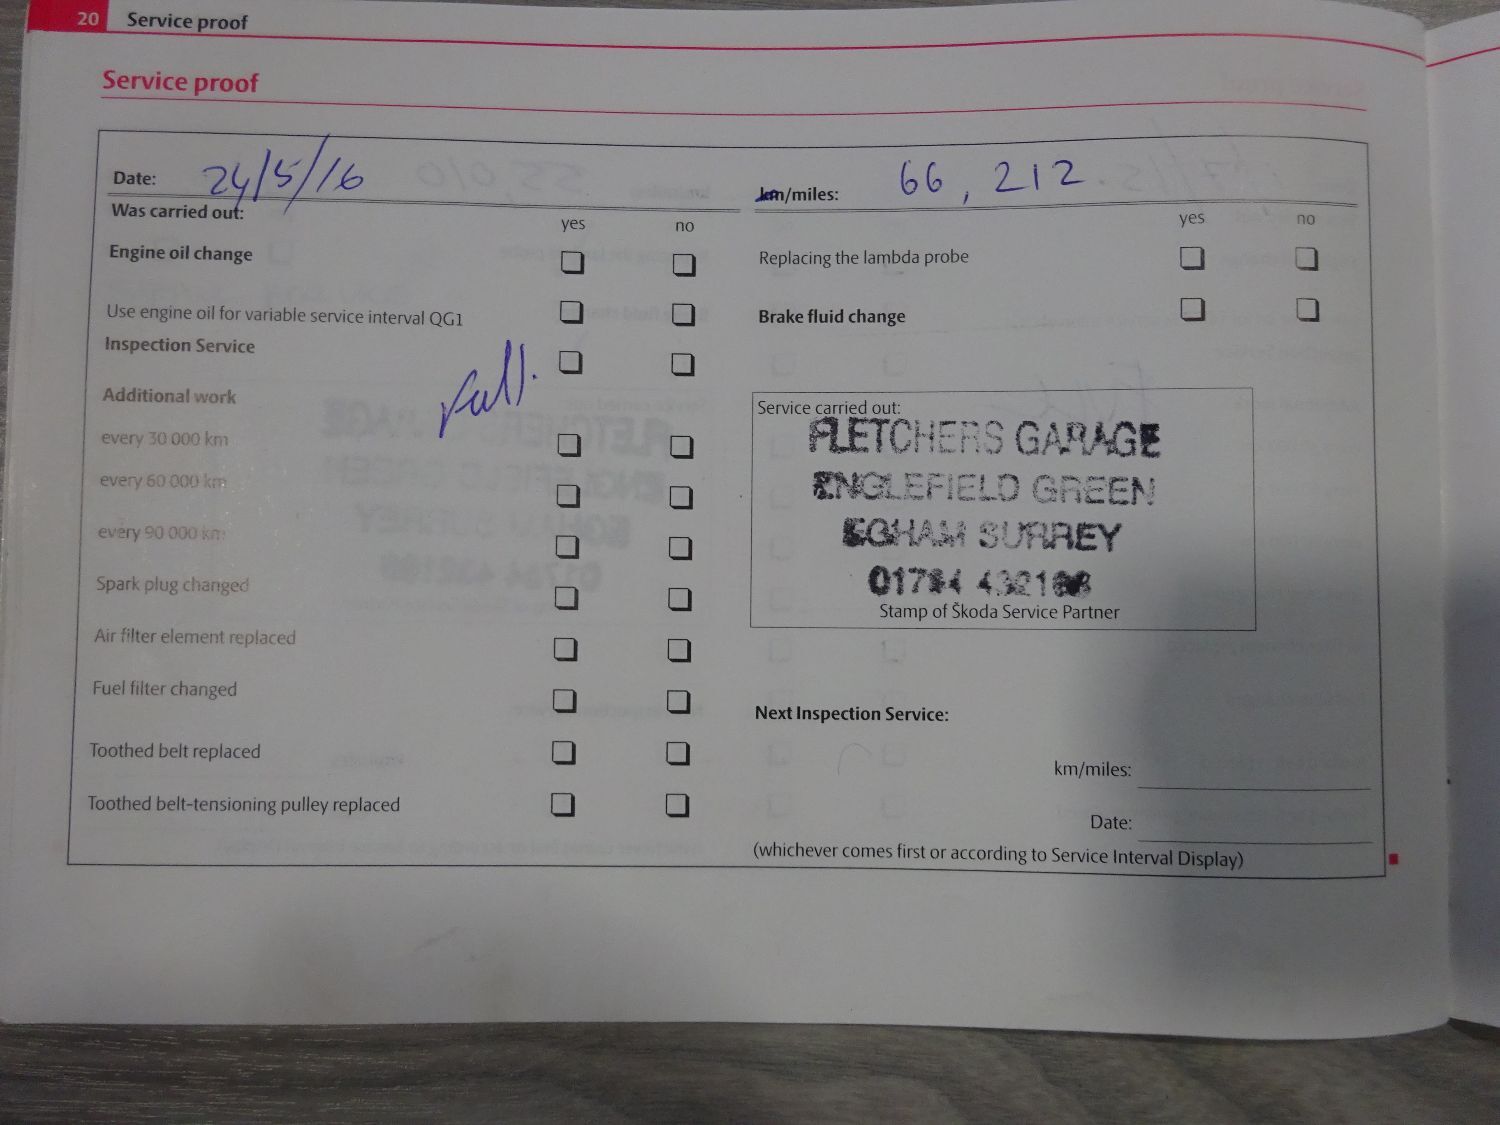 20 Service proof
Service proof
Date: 24/5/16
km/miles: 66,212
Was carried out: yes no
yes no
Engine oil change
Replacing the lambda probe
Use engine oil for variable service interval QG1
Brake fluid change
Inspection Service
full.
Additional work
every 30 000 km
every 60 000 km
every 90 000 km
Spark plug changed
Air filter element replaced
Fuel filter changed
Toothed belt replaced
Toothed belt-tensioning pulley replaced
Service carried out:
FLETCHERS GARAGE
ENGLEFIELD GREEN
EGHAM SURREY
01784
Stamp of Škoda Service Partner
Next Inspection Service:
km/miles:
Date:
(whichever comes first or according to Service Interval Display)